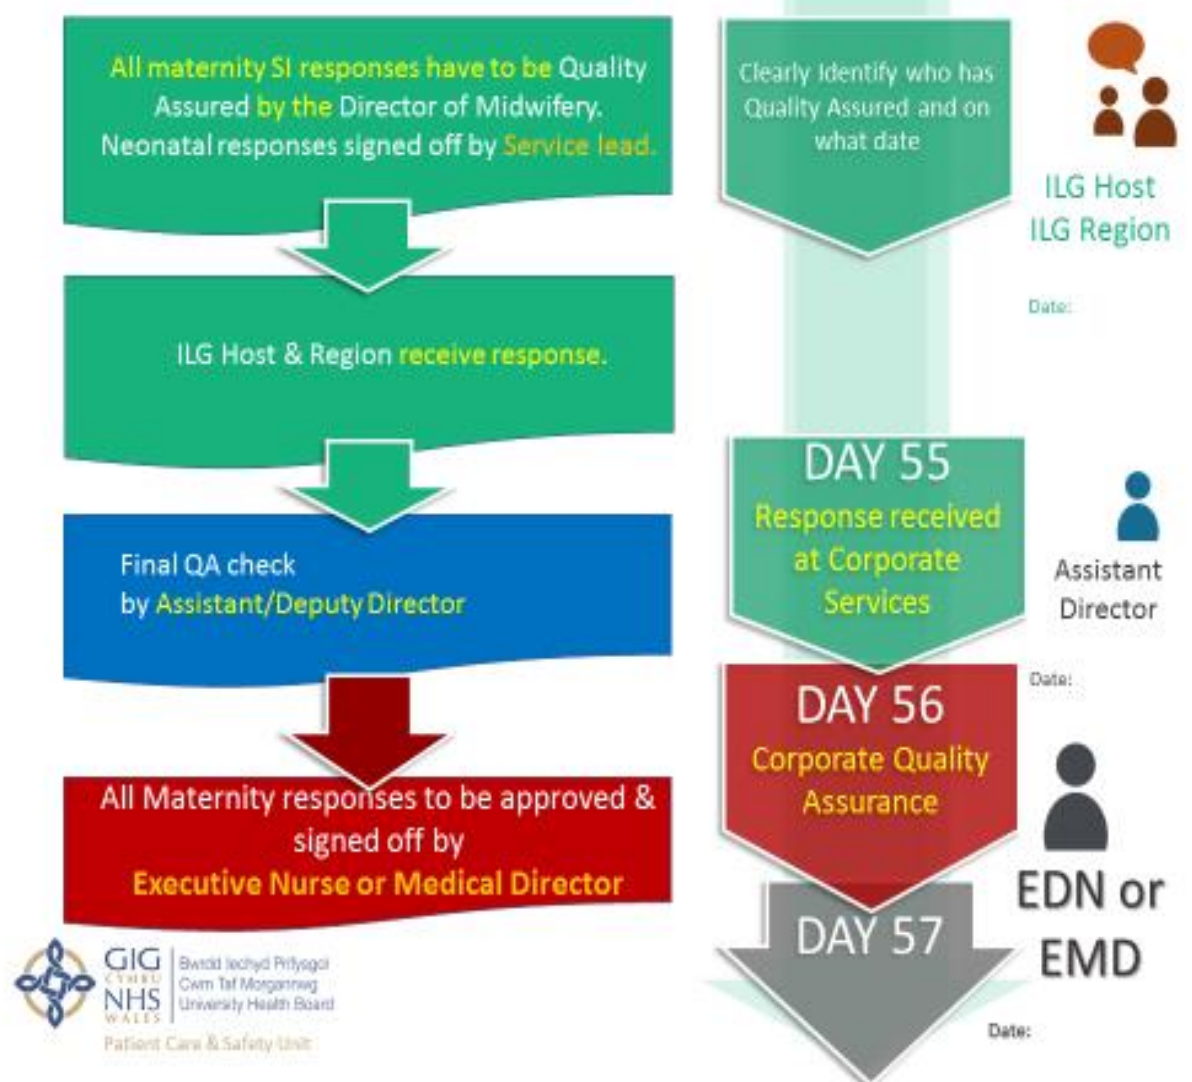 All maternity SI responses have to be Quality
Assured by the Director of Midwifery.
Neonatal responses signed off by Service lead.
Clearly Identify who has
Quality Assured and on
what date
ILG Host
ILG Region
Date:
ILG Host & Region receive response.
DAY 55
Response received
at Corporate
Services
Assistant
Director
Date:
Final QA check
by Assistant/Deputy Director
DAY 56
Corporate Quality
Assurance
All Maternity responses to be approved &
signed off by
Executive Nurse or Medical Director
EDN or
EMD
DAY 57
Date:
GIG
CYMRU
NHS
WALES
Bwrdd Iechyd Prifysgol
Cwm Taf Morgannwg
University Health Board
Patient Care & Safety Unit